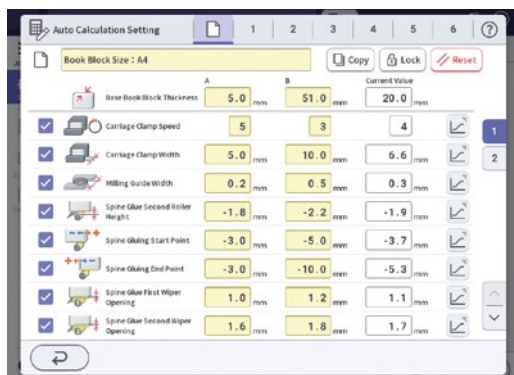 Auto Calculation Setting 1 2 3 4 5 6 ?
Book Block Size : A4 Copy Lock Reset
A B Current Value
Base Book Block Thickness 5.0 mm 51.0 mm 20.0 mm
Carriage Clamp Speed 5 3 4
Carriage Clamp Width 5.0 mm 10.0 mm 6.6 mm
Milling Guide Width 0.2 mm 0.5 mm 0.3 mm
Spine Glue Second Roller
Height -1.8 mm -2.2 mm -1.9 mm
Spine Gluing Start Point -3.0 mm -5.0 mm -3.7 mm
Spine Gluing End Point -3.0 mm -10.0 mm -5.3 mm
Spine Glue First Wiper
Opening 1.0 mm 1.2 mm 1.1 mm
Spine Glue Second Wiper
Opening 1.6 mm 1.8 mm 1.7 mm
1
2